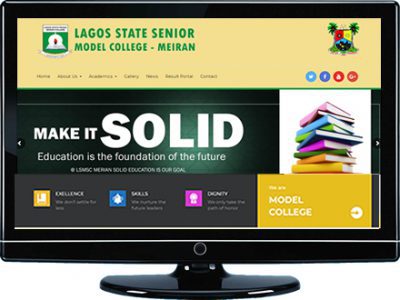 LAGOS STATE SENIOR
MODEL COLLEGE - MEIRAN
Home About Us Academics Gallery News Result Portal Contact
MAKE IT SOLID
Education is the foundation of the future
@ LSMSC MERIAN SOLID EDUCATION IS OUR GOAL
EXELLENCE
We don't settle for
less
SKILLS
We nurture the
future leaders
DIGNITY
We only take the
path of honor
We are
MODEL
COLLEGE